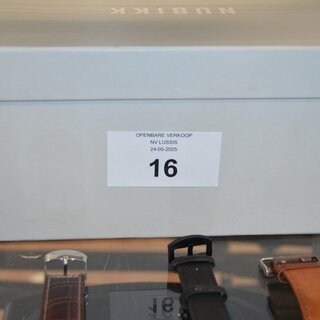 NUBIKK
OPENBARE VERKOOP
NV LUSSIS
24-05-2025
16